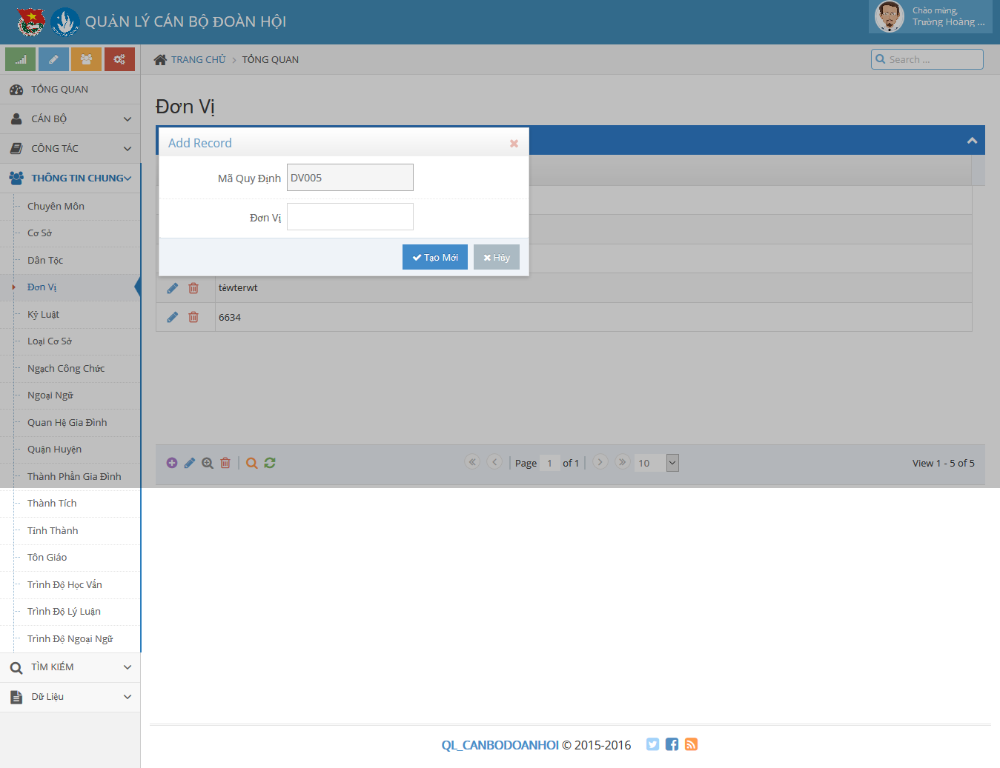 QUẢN LÝ CÁN BỘ ĐOÀN HỘI
Chào mừng,
Trường Hoàng ...
TRANG CHỦ
TỔNG QUAN
Search ...
TỔNG QUAN
CÁN BỘ
CÔNG TÁC
THÔNG TIN CHUNG
Chuyên Môn
Cơ Sở
Dân Tộc
Đơn Vị
Kỷ Luật
Loại Cơ Sở
Ngạch Công Chức
Ngoại Ngữ
Quan Hệ Gia Đình
Quận Huyện
Thành Phần Gia Đình
Thành Tích
Tỉnh Thành
Tôn Giáo
Trình Độ Học Vấn
Trình Độ Lý Luận
Trình Độ Ngoại Ngữ
TÌM KIẾM
Dữ Liệu
Đơn Vị
Add Record
Mã Quy Định
DV005
Đơn Vị
Tạo Mới
Hủy
têwterwt
6634
Page 1 of 1
10
View 1 - 5 of 5
QL_CANBODOANHOI © 2015-2016